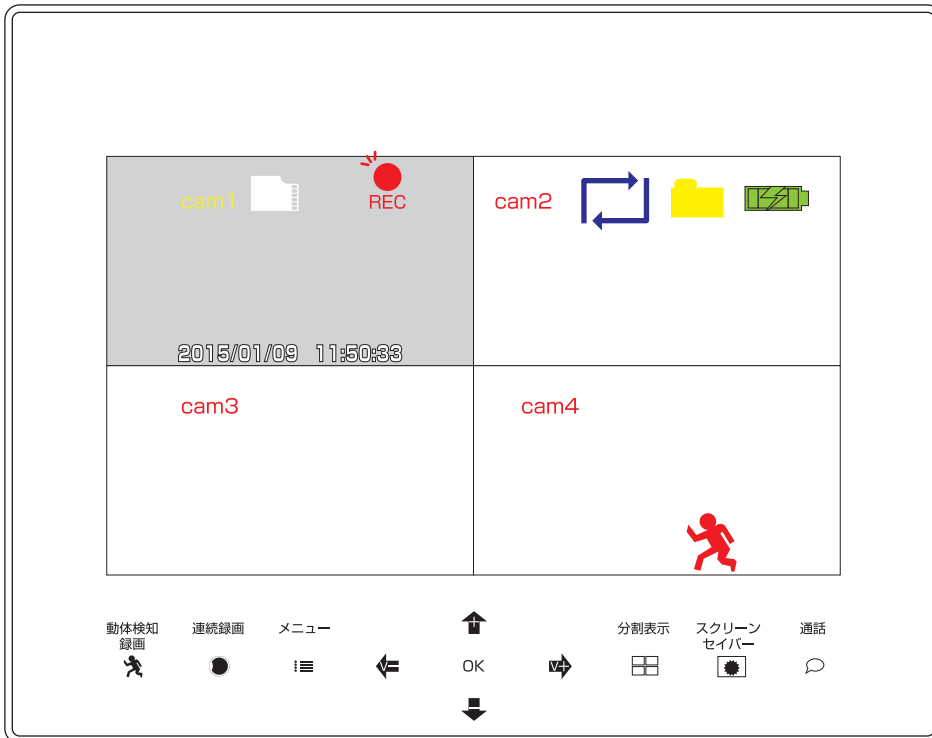 cam1
REC
cam2
2015/01/09 11:50:33
cam3
cam4
動体検知
録画
連続録画
メニュー
分割表示
スクリーン
セイバー
通話
V-
OK
V+